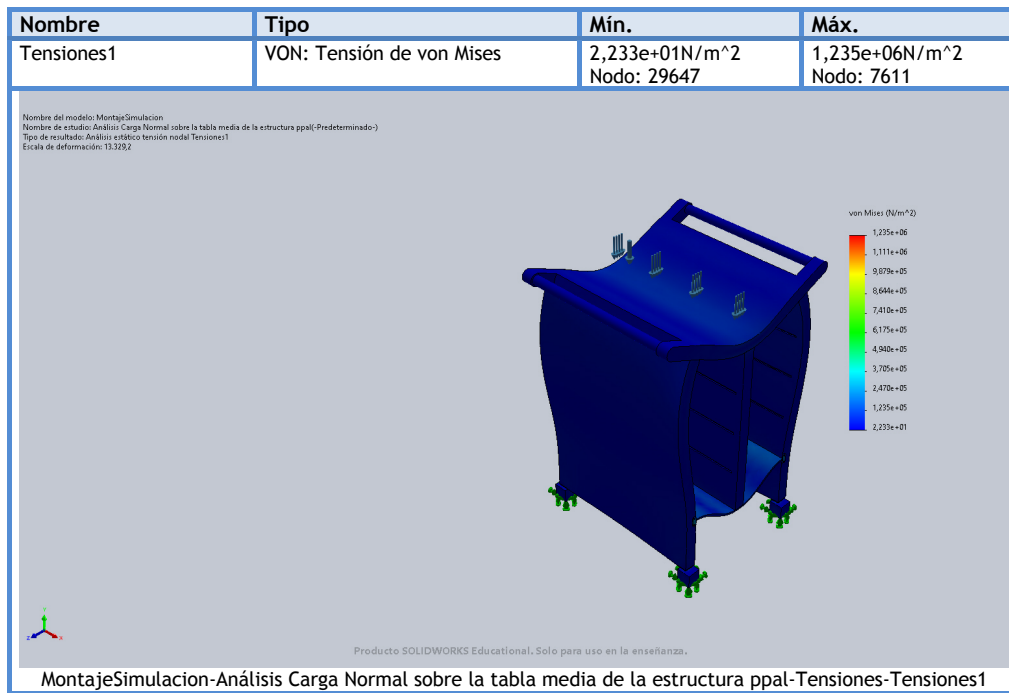 Nombre Tipo Mín. Máx.
Tensiones1 VON: Tensión de von Mises 2,233e+01N/m^2 1,235e+06N/m^2
Nodo: 29647 Nodo: 7611
Nombre del modelo: MontajeSimulacion
Nombre de estudio: Análisis Carga Normal sobre la tabla media de la estructura ppal(-Predeterminado-)
Tipo de resultado: Análisis estático tensión nodal Tensiones1
Escala de deformación: 13.329,2
von Mises (N/m^2)
1,235e+06
1,111e+06
9,879e+05
8,644e+05
7,410e+05
6,175e+05
4,940e+05
3,705e+05
2,470e+05
1,235e+05
2,233e+01
Y
Z X
Producto SOLIDWORKS Educational. Solo para uso en la enseñanza.
MontajeSimulacion-Análisis Carga Normal sobre la tabla media de la estructura ppal-Tensiones-Tensiones1